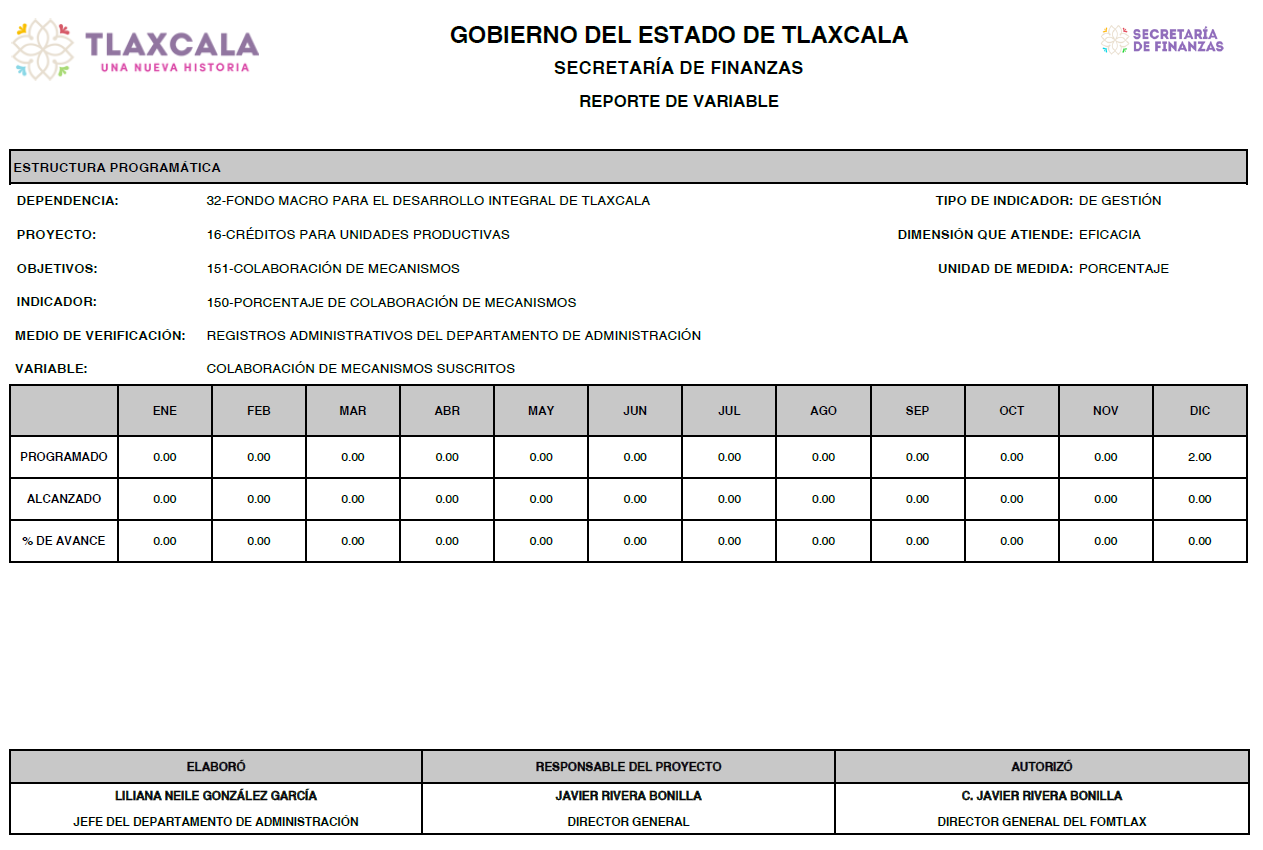 TLAXCALA
UNA NUEVA HISTORIA
GOBIERNO DEL ESTADO DE TLAXCALA
SECRETARÍA DE FINANZAS
REPORTE DE VARIABLE
SECRETARÍA
DE FINANZAS
ESTRUCTURA PROGRAMÁTICA
DEPENDENCIA: 32-FONDO MACRO PARA EL DESARROLLO INTEGRAL DE TLAXCALA TIPO DE INDICADOR: DE GESTIÓN
PROYECTO: 16-CRÉDITOS PARA UNIDADES PRODUCTIVAS DIMENSIÓN QUE ATIENDE: EFICACIA
OBJETIVOS: 151-COLABORACIÓN DE MECANISMOS UNIDAD DE MEDIDA: PORCENTAJE
INDICADOR: 150-PORCENTAJE DE COLABORACIÓN DE MECANISMOS
MEDIO DE VERIFICACIÓN: REGISTROS ADMINISTRATIVOS DEL DEPARTAMENTO DE ADMINISTRACIÓN
VARIABLE: COLABORACIÓN DE MECANISMOS SUSCRITOS
ENE FEB MAR ABR MAY JUN JUL AGO SEP OCT NOV DIC
PROGRAMADO 0.00 0.00 0.00 0.00 0.00 0.00 0.00 0.00 0.00 0.00 0.00 2.00
ALCANZADO 0.00 0.00 0.00 0.00 0.00 0.00 0.00 0.00 0.00 0.00 0.00 0.00
% DE AVANCE 0.00 0.00 0.00 0.00 0.00 0.00 0.00 0.00 0.00 0.00 0.00 0.00
ELABORÓ RESPONSABLE DEL PROYECTO AUTORIZÓ
LILIANA NEILE GONZÁLEZ GARCÍA JAVIER RIVERA BONILLA C. JAVIER RIVERA BONILLA
JEFE DEL DEPARTAMENTO DE ADMINISTRACIÓN DIRECTOR GENERAL DIRECTOR GENERAL DEL FOMTLAX